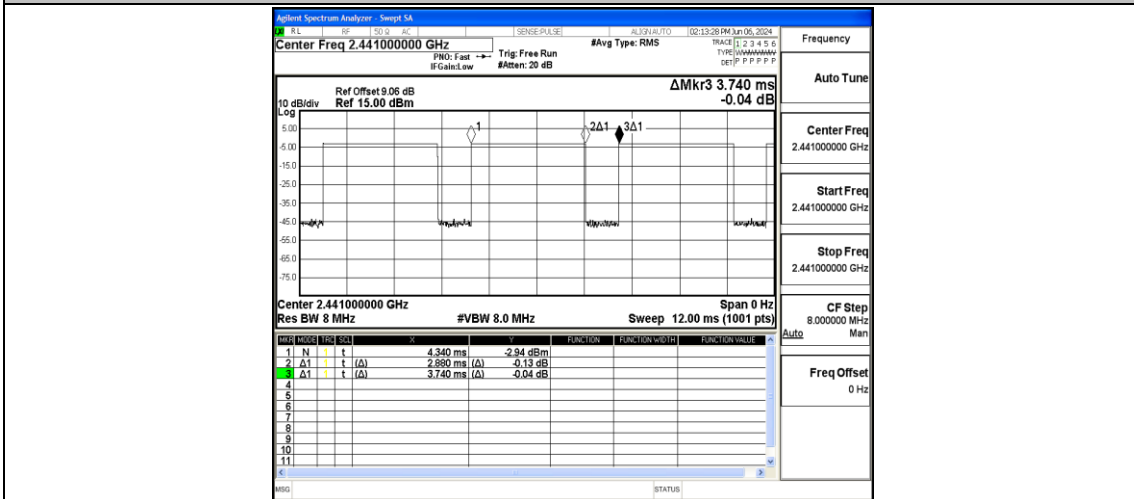 Agilent Spectrum Analyzer - Swept SA
RL RF 50 Ω AC SENSE:PULSE ALIGNAUTO 02:13:28 PM Jun 06, 2024
Center Freq 2.441000000 GHz #Avg Type: RMS TRACE 1 2 3 4 5 6
PNO: Fast Trig: Free Run TYPE
IFGain:Low #Atten: 20 dB DET P P P P P P
Frequency
Auto Tune
ΔMkr3 3.740 ms
-0.04 dB
Ref Offset 9.06 dB
10 dB/div Ref 15.00 dBm
Log
1 2Δ1 3Δ1
5.00
-5.00
-15.0
-25.0
-35.0
-45.0
-55.0
-65.0
-75.0
Center Freq
2.441000000 GHz
Start Freq
2.441000000 GHz
Stop Freq
2.441000000 GHz
Center 2.441000000 GHz Span 0 Hz
Res BW 8 MHz #VBW 8.0 MHz Sweep 12.00 ms (1001 pts)
CF Step
8.000000 MHz
Auto Man
MKR MODE TRC SCL X Y FUNCTION FUNCTION WIDTH FUNCTION VALUE
1 N 1 t 4.340 ms -2.94 dBm
2 Δ1 1 t (Δ) 2.880 ms (Δ) -0.13 dB
3 Δ1 1 t (Δ) 3.740 ms (Δ) -0.04 dB
4
5
6
7
8
9
10
11
Freq Offset
0 Hz
MSG STATUS